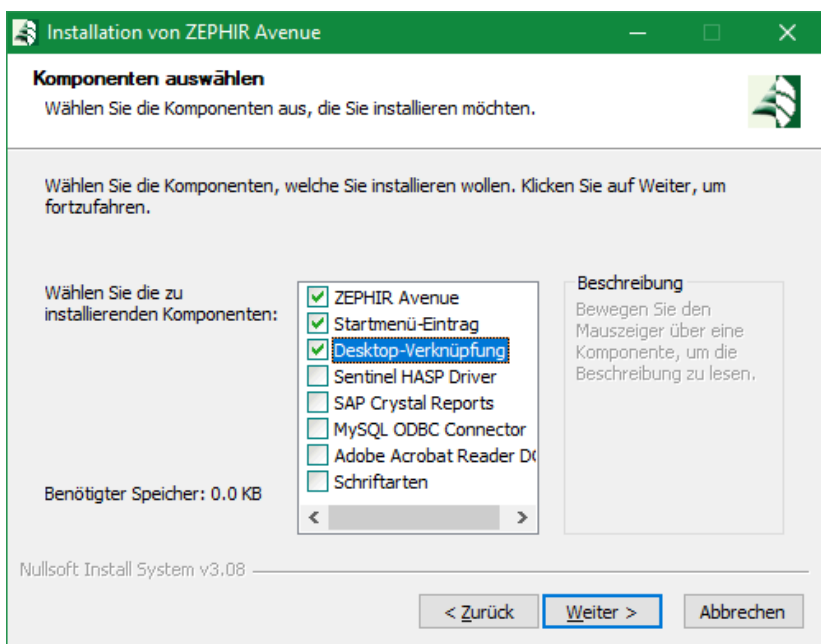 Installation von ZEPHIR Avenue
Komponenten auswählen
Wählen Sie die Komponenten aus, die Sie installieren möchten.
Wählen Sie die Komponenten, welche Sie installieren wollen. Klicken Sie auf Weiter, um
fortzufahren.
Wählen Sie die zu
installierenden Komponenten:
ZEPHIR Avenue
Startmenü-Eintrag
Desktop-Verknüpfung
Sentinel HASP Driver
SAP Crystal Reports
MySQL ODBC Connector
Adobe Acrobat Reader D
Schriftarten
Benötigter Speicher: 0.0 KB
Beschreibung
Bewegen Sie den
Mauszeiger über eine
Komponente, um die
Beschreibung zu lesen.
Nullsoft Install System v3.08
< Zurück
Weiter >
Abbrechen